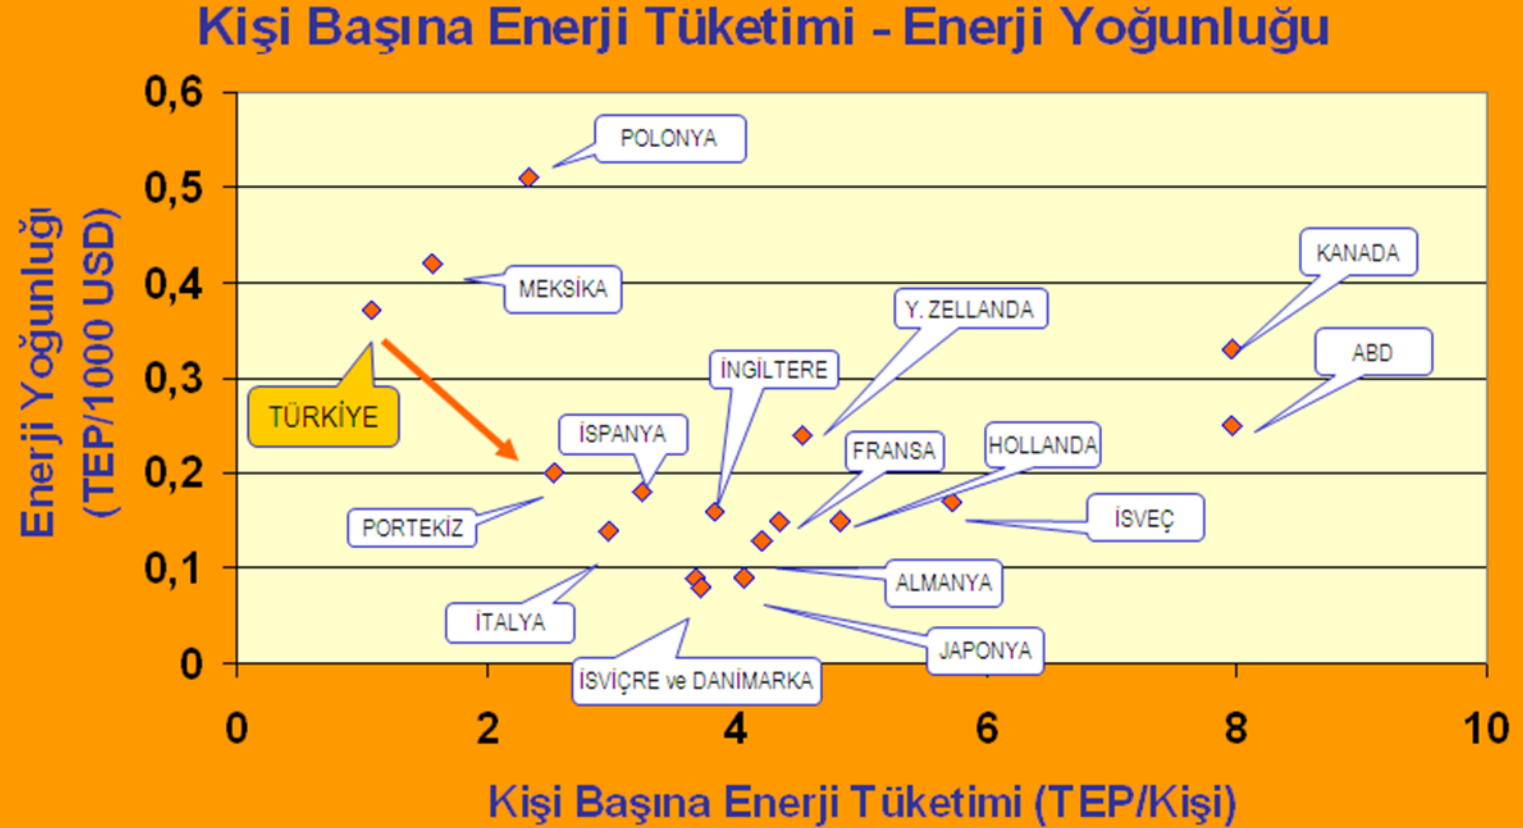 Kişi Başına Enerji Tüketimi - Enerji Yoğunluğu
0,6
0,5
0,4
0,3
0,2
0,1
0
Enerji Yoğunluğı
(TEP/1000 USD)
POLONYA
MEKSİKA
KANADA
Y. ZELLANDA
ABD
İNGİLTERE
TÜRKİYE
İSPANYA
FRANSA
HOLLANDA
PORTEKİZ
İSVEÇ
ALMANYA
İTALYA
JAPONYA
İSVİÇRE ve DANİMARKA
0 2 4 6 8 10
Kişi Başına Enerji Tüketimi (TEP/Kişi)